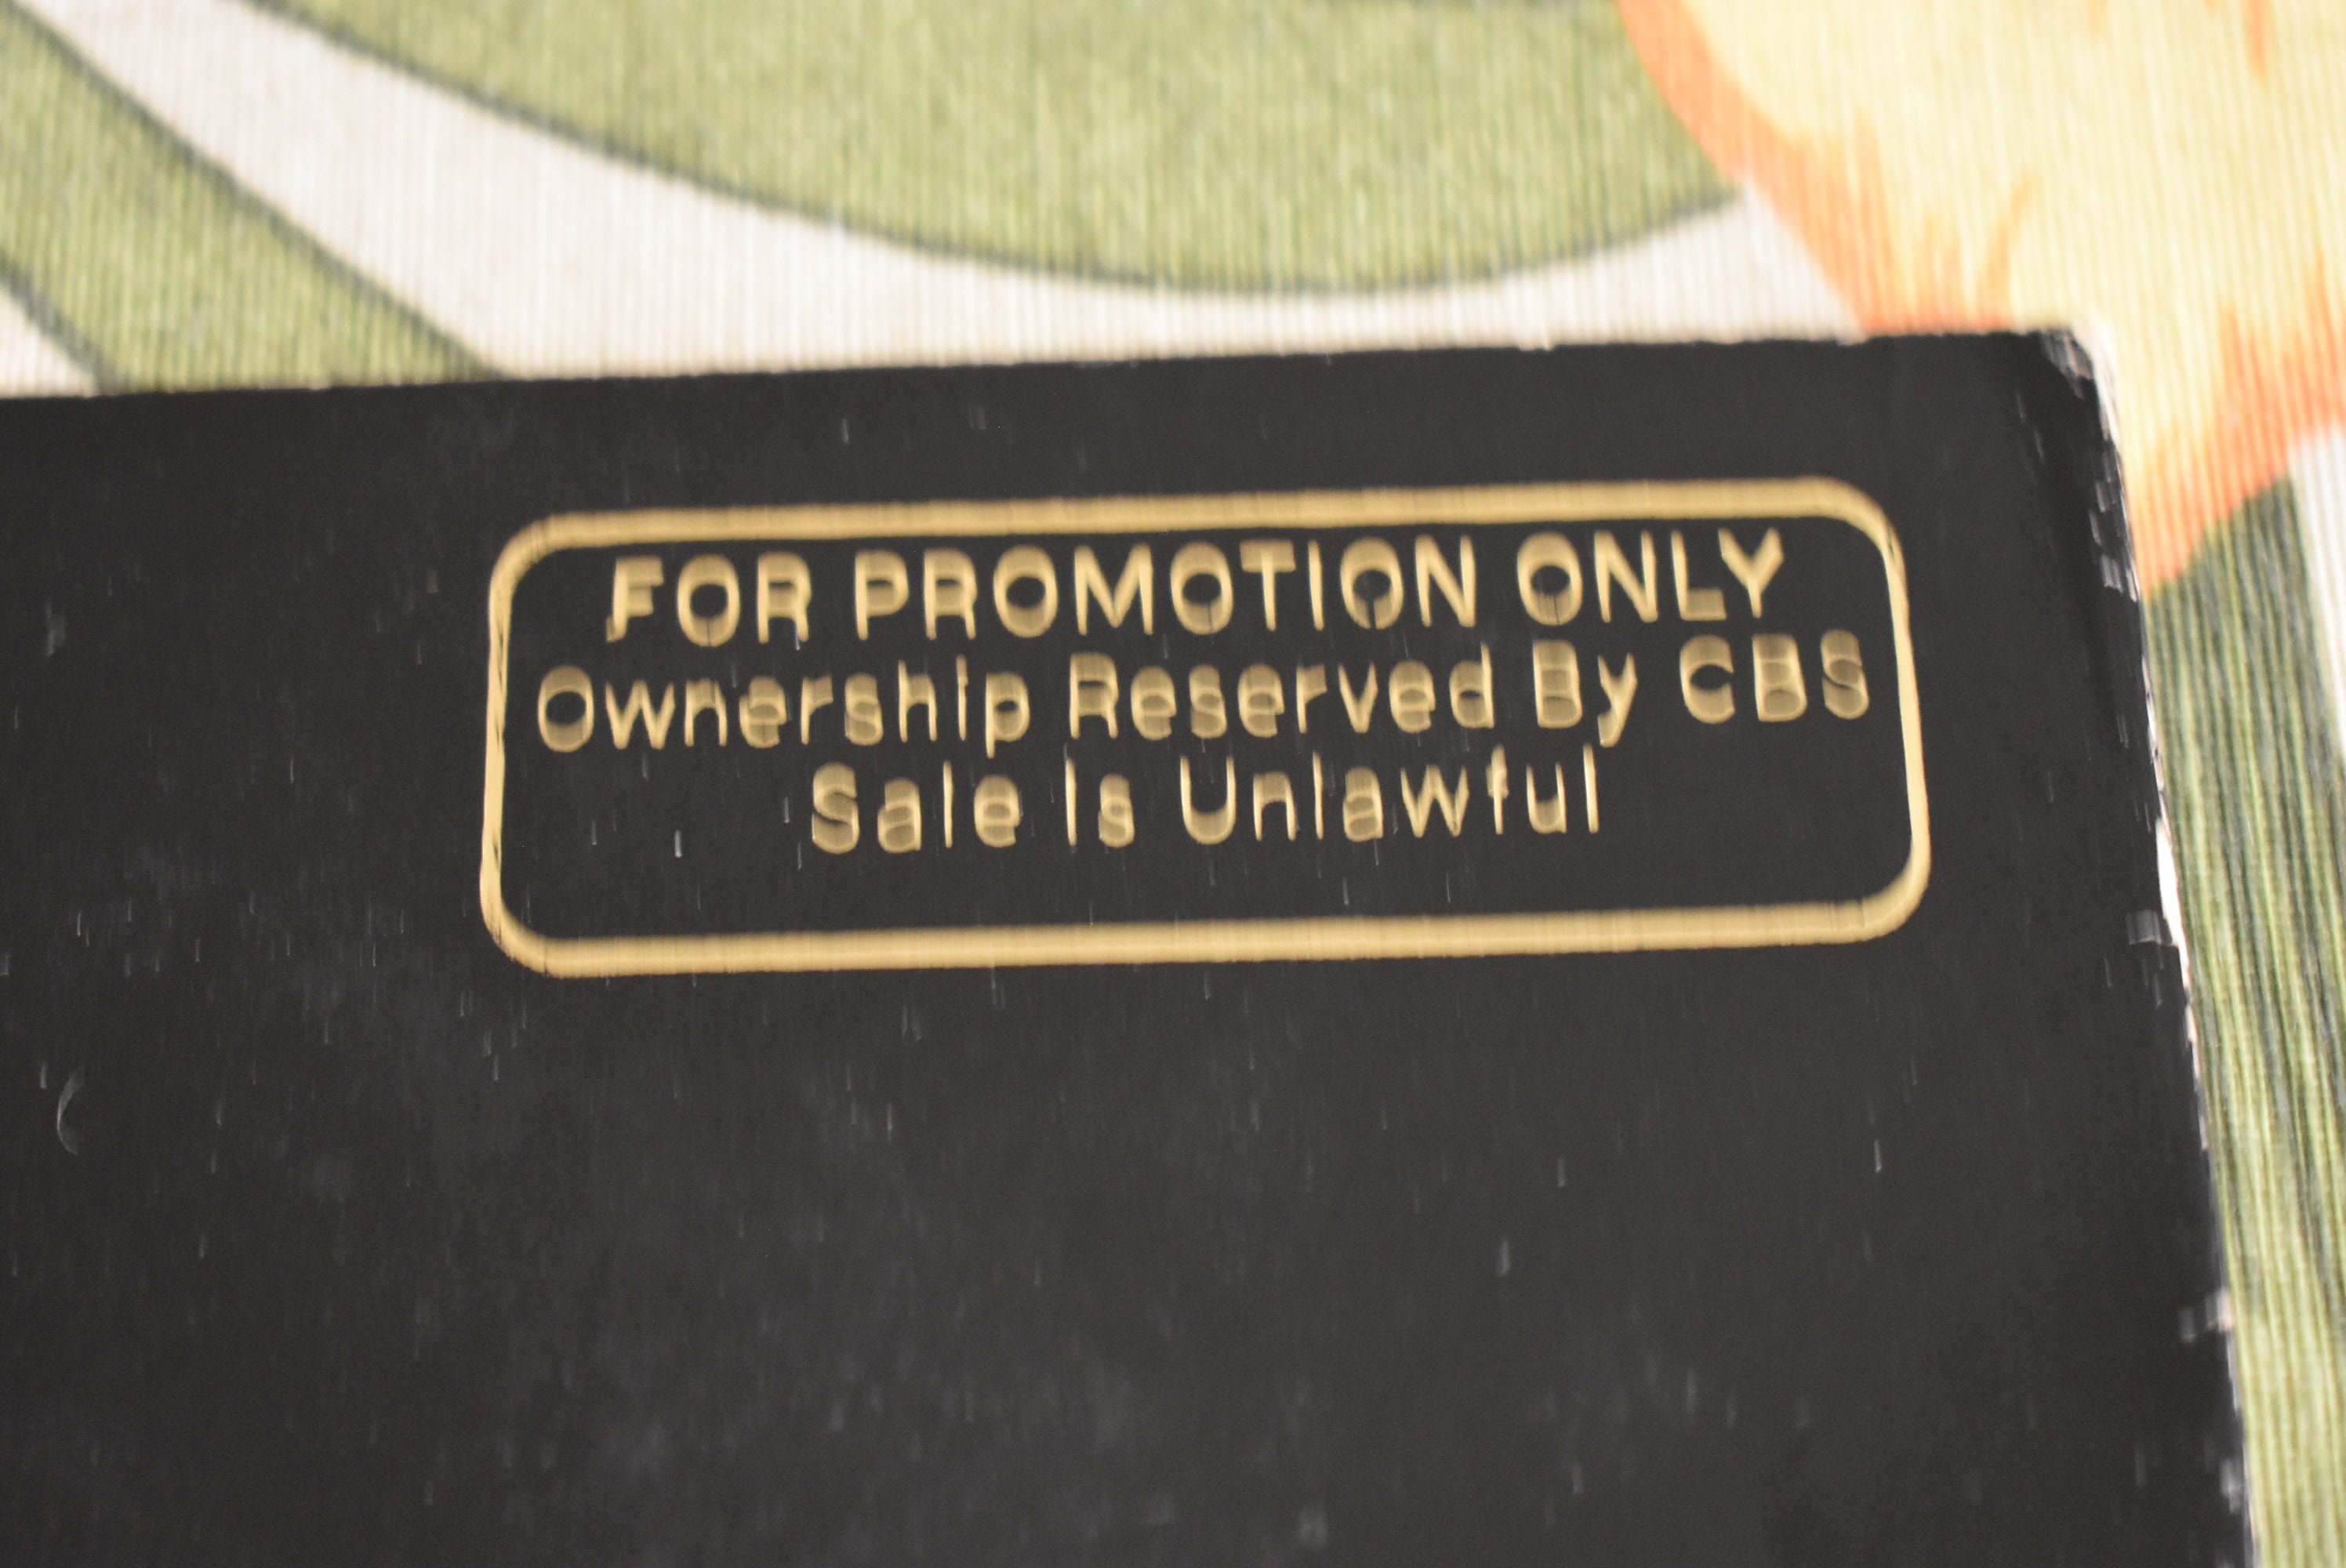 FOR PROMOTION ONLY
Ownership Reserved By CBS
Sale Is Unlawful